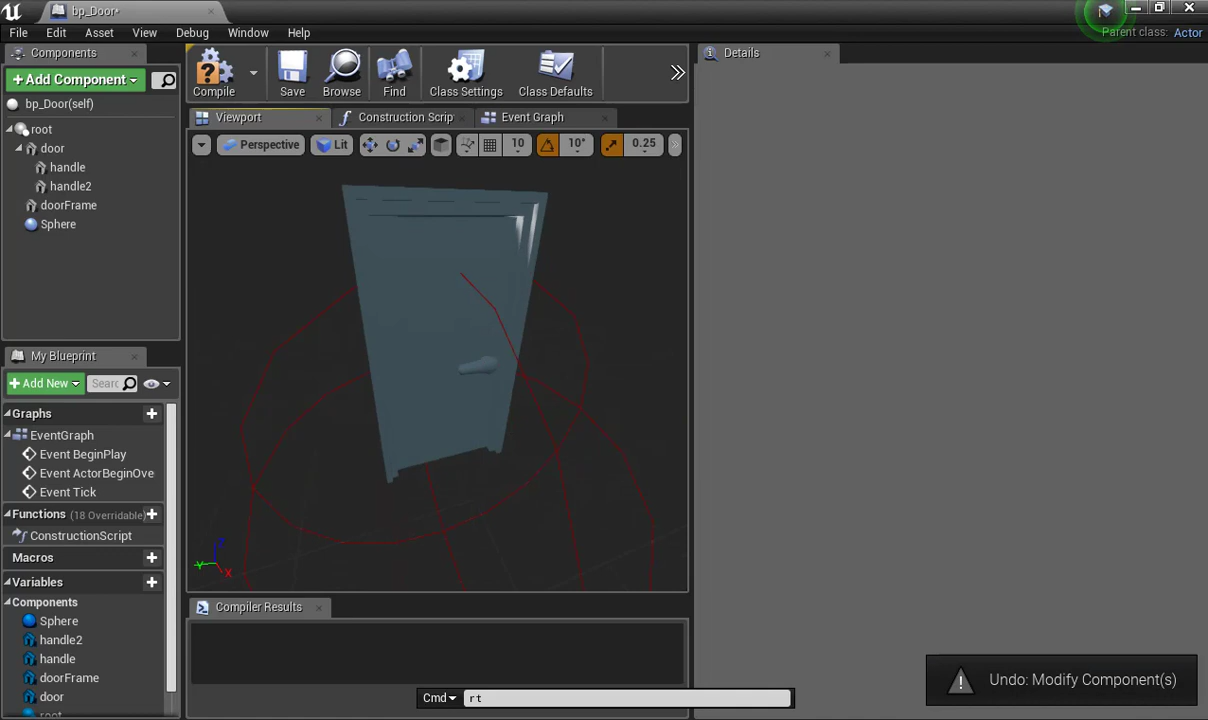 bp_Door*
File Edit Asset View Debug Window Help
Parent class: Actor
Components
+Add Component
bp_Door(self)
root
door
handle
handle2
doorFrame
Sphere
Compile Save Browse Find Class Settings Class Defaults
Viewport Construction Scrip Event Graph
Perspective Lit 10 10° 0.25
Details
My Blueprint
+Add New Searc
Graphs
EventGraph
Event BeginPlay
Event ActorBeginOve
Event Tick
Functions (18 Overridable)
ConstructionScript
Macros
Variables
Components
Sphere
handle2
handle
doorFrame
door
root
Z
Y
X
Compiler Results
Cmd rt
Undo: Modify Component(s)